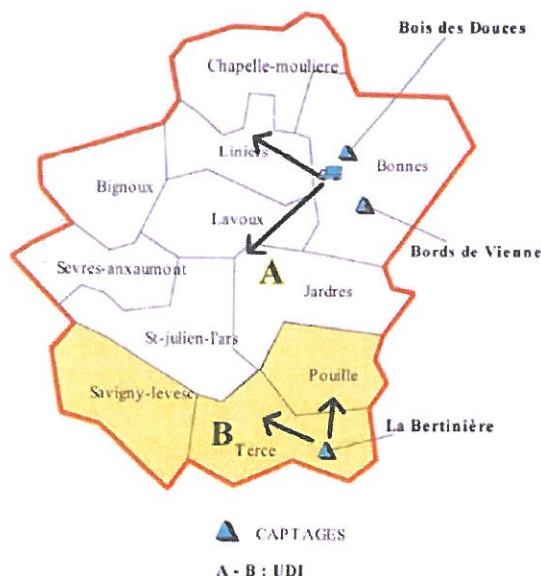 Bois des Douces
Chapelle-mouliere
Liniers
Bonnes
Bignoux
Lavoux
Bords de Vienne
Sevres-anxaumont
A
Jardres
St-julien-l'ars
Pouille
Savigny-levesc
B
Terce
La Bertinière
CAPTAGES
A - B : UDI